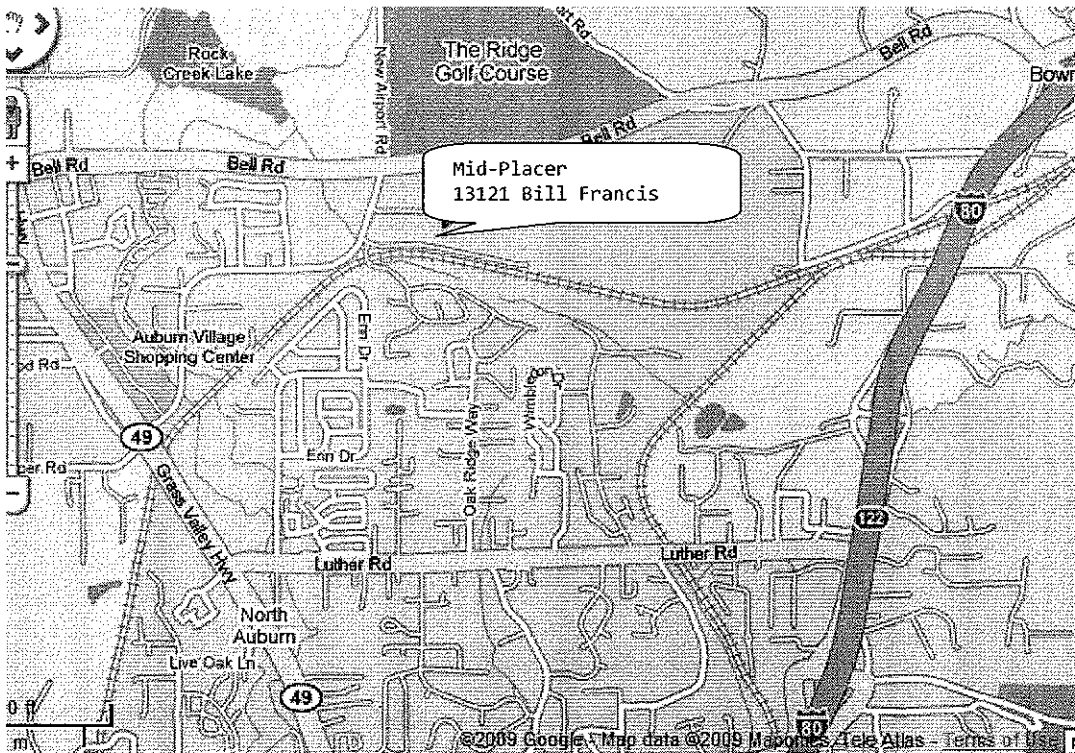 Rock
Creek Lake
New Airport Rd
The Ridge
Golf Course
Bell Rd
Bell Rd
Bell Rd
Bell Rd
Mid-Placer
13121 Bill Francis
80
Auburn Village
Shopping Center
Erin Dr
49
Erin Dr
Oak Ridge Way
Grass Valley Hwy
122
Luther Rd
Luther Rd
North
Auburn
Live Oak Ln
49
80
©2009 Google - Map data ©2009 Tele Atlas - Terms of Use